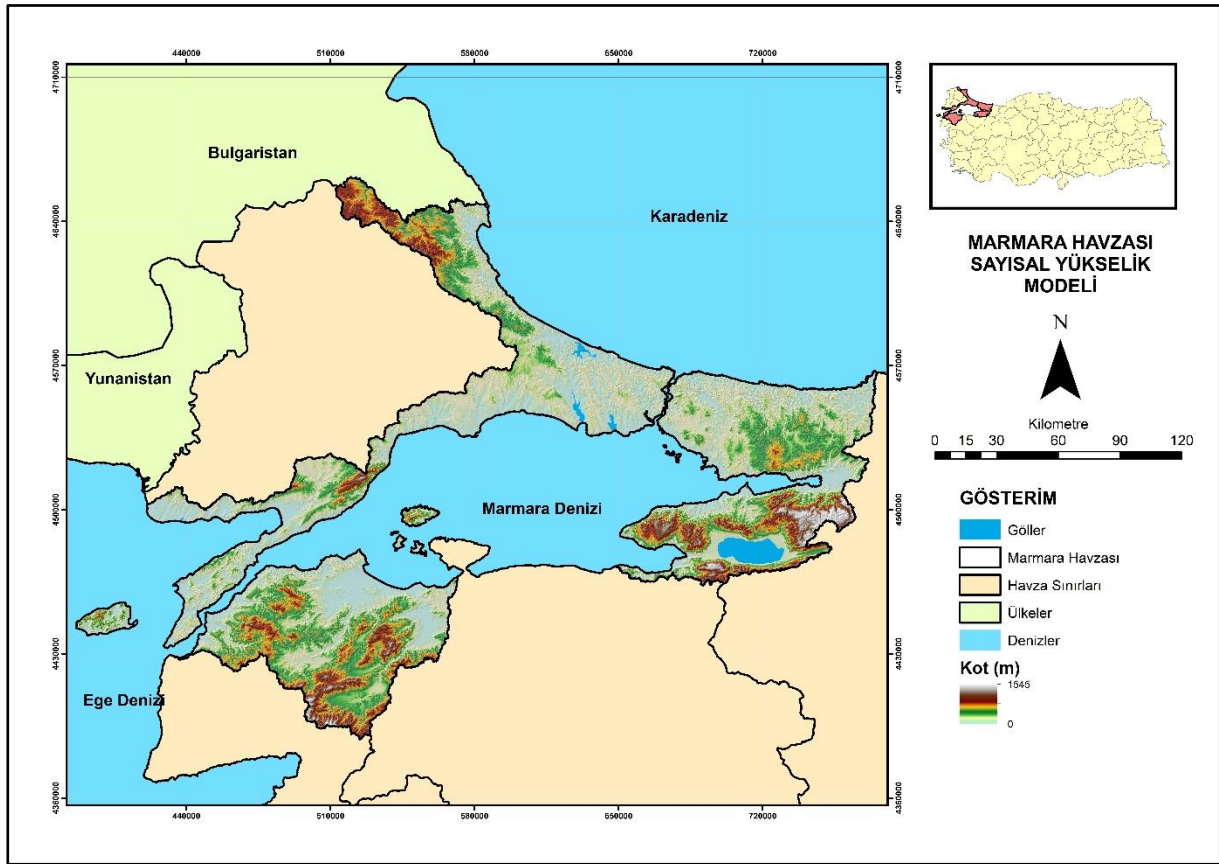 440000 510000 580000 650000 720000
4710000 4710000
Bulgaristan
Karadeniz
4640000 4640000
MARMARA HAVZASI
SAYISAL YÜKSELİK
MODELİ
N
Yunanistan
4570000 4570000
Kilometre
0 15 30 60 90 120
Marmara Denizi
4500000 4500000
GÖSTERİM
Göller
Marmara Havzası
Havza Sınırları
Ülkeler
Denizler
4430000 4430000
Kot (m)
1545
0
Ege Denizi
4360000 4360000
440000 510000 580000 650000 720000